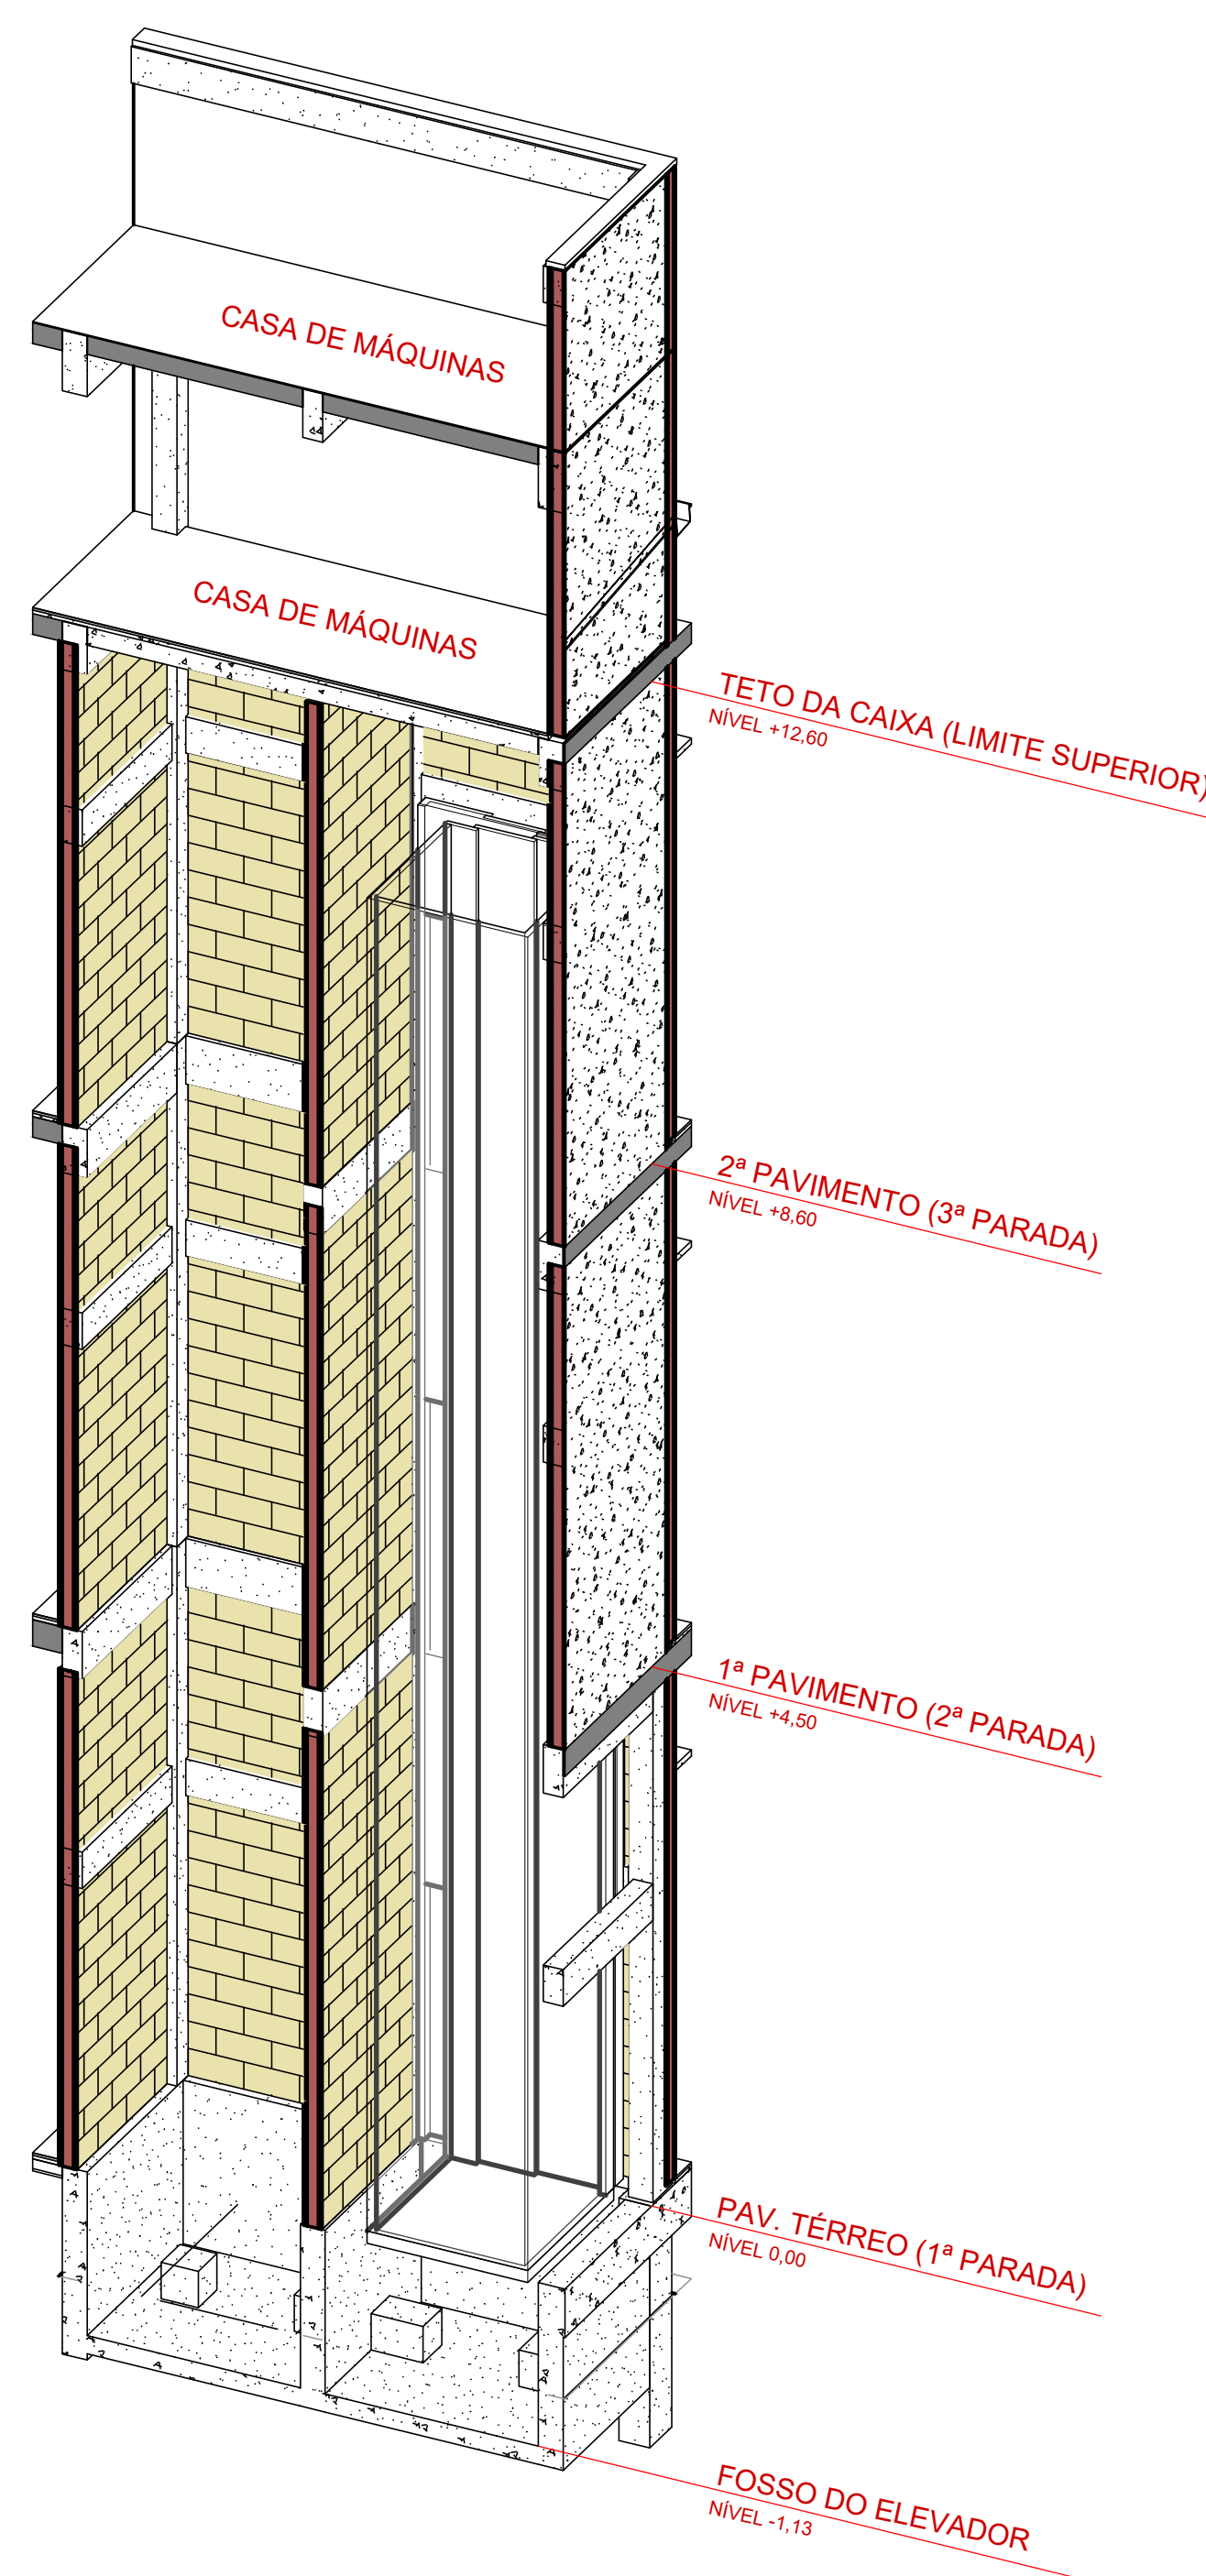 CASA DE MÁQUINAS
CASA DE MÁQUINAS
TETO DA CAIXA (LIMITE SUPERIOR)
NÍVEL +12,60
2ª PAVIMENTO (3ª PARADA)
NÍVEL +8,60
1ª PAVIMENTO (2ª PARADA)
NÍVEL +4,50
PAV. TÉRREO (1ª PARADA)
NÍVEL 0,00
FOSSO DO ELEVADOR
NÍVEL -1,13